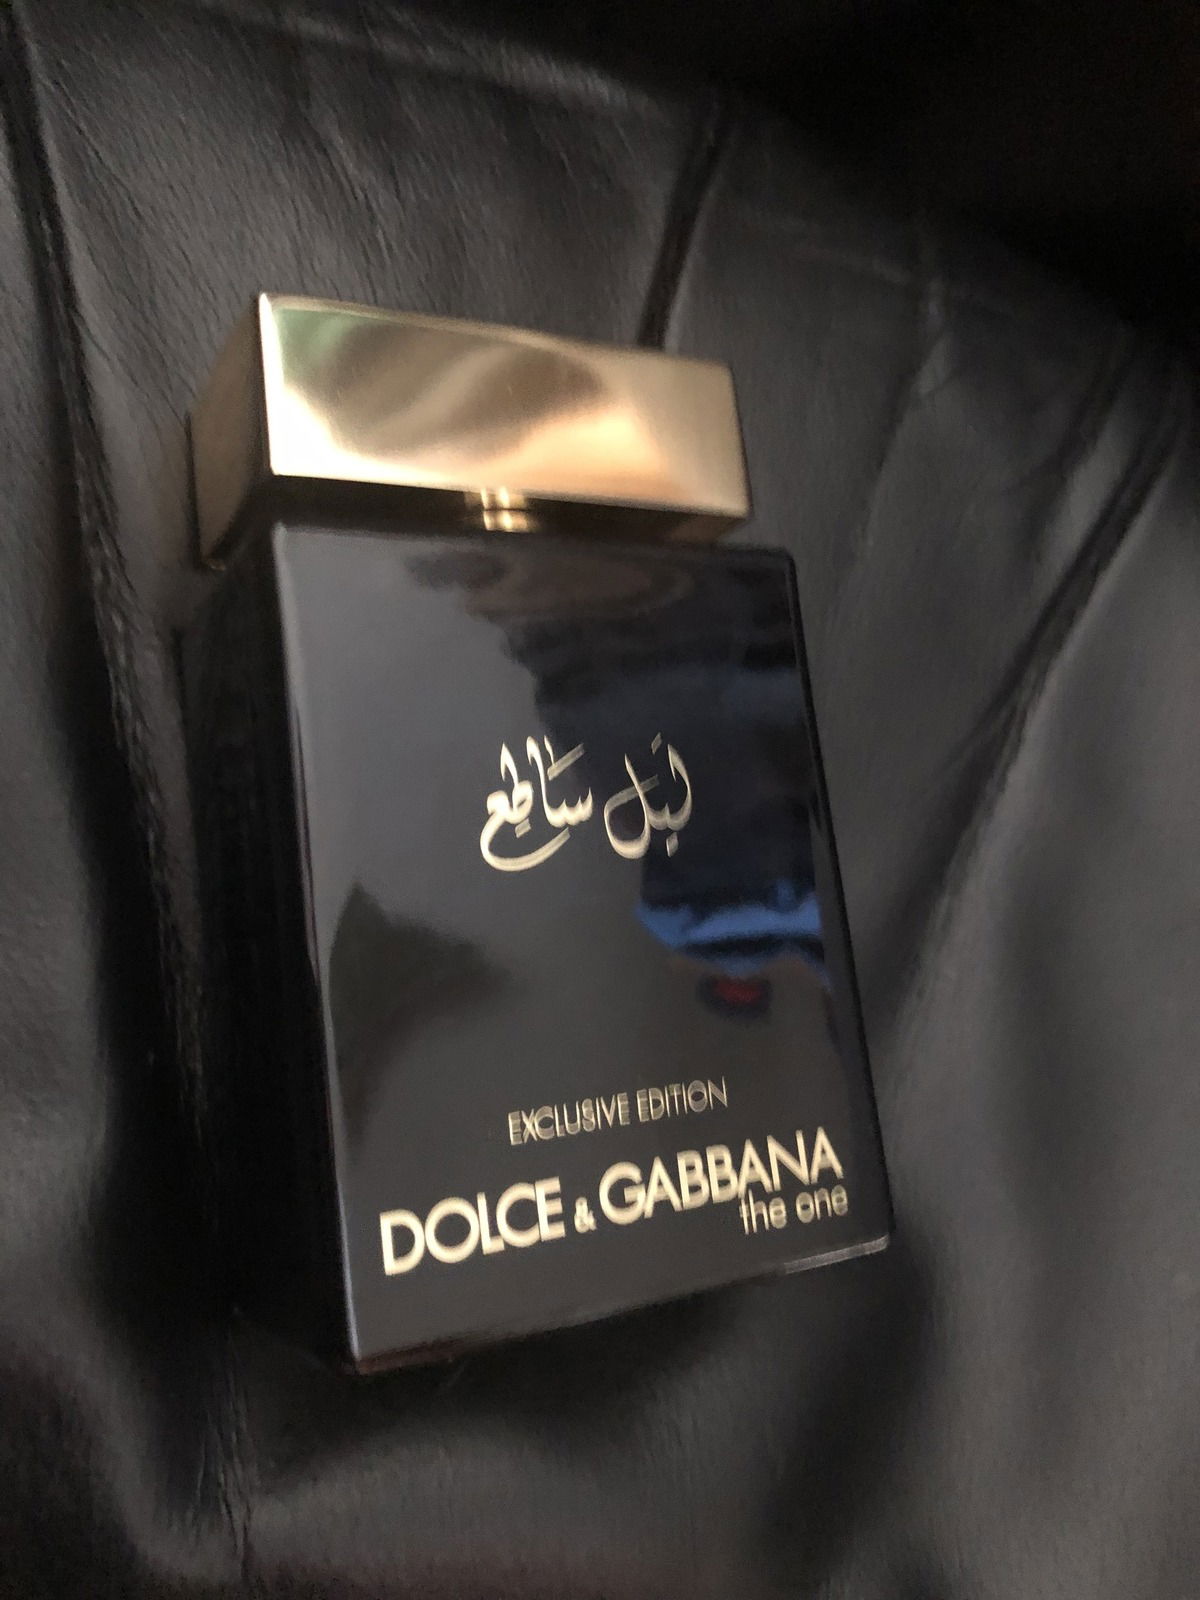 ليل ساطع
EXCLUSIVE EDITION
DOLCE & GABBANA
the one